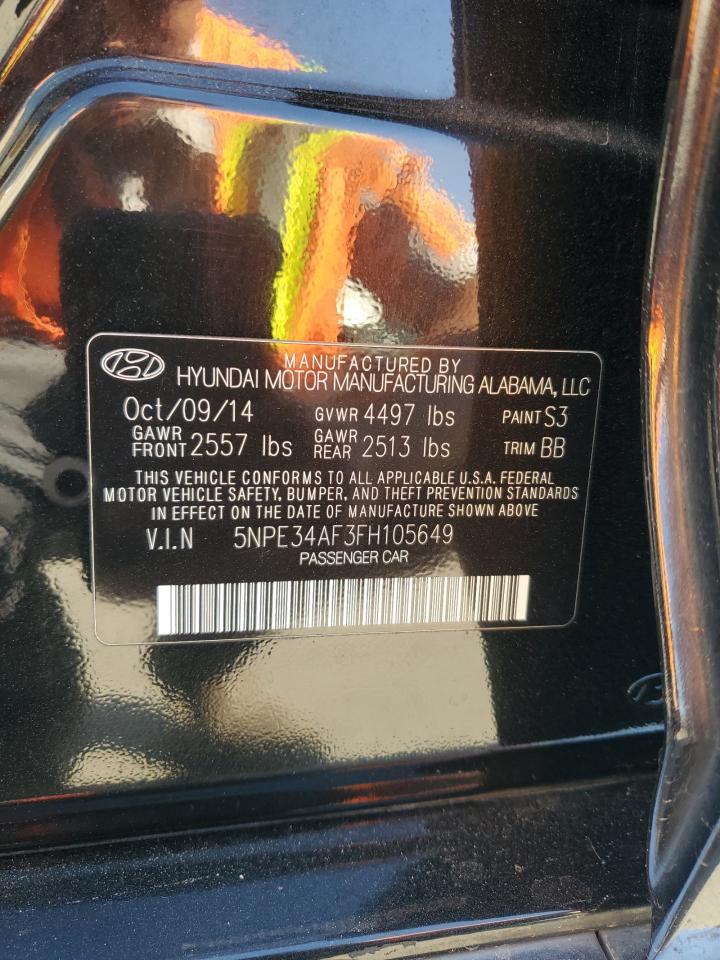 MANUFACTURED BY
HYUNDAI MOTOR MANUFACTURING ALABAMA, LLC
Oct/09/14 GVWR 4497 lbs PAINT S3
GAWR FRONT 2557 lbs GAWR REAR 2513 lbs TRIM BB
THIS VEHICLE CONFORMS TO ALL APPLICABLE U.S.A. FEDERAL
MOTOR VEHICLE SAFETY, BUMPER, AND THEFT PREVENTION STANDARDS
IN EFFECT ON THE DATE OF MANUFACTURE SHOWN ABOVE
V.I.N 5NPE34AF3FH105649
PASSENGER CAR